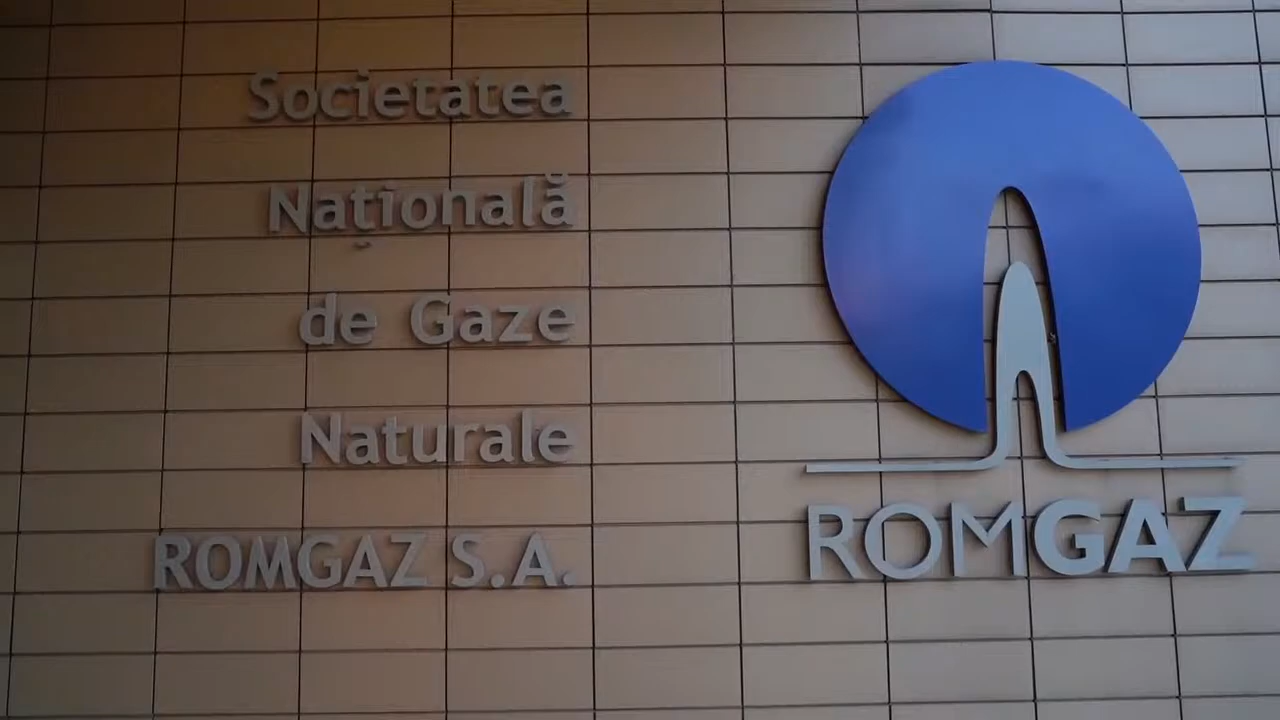 Societatea
Națională
de Gaze
Naturale
ROMGAZ S.A.
ROMGAZ